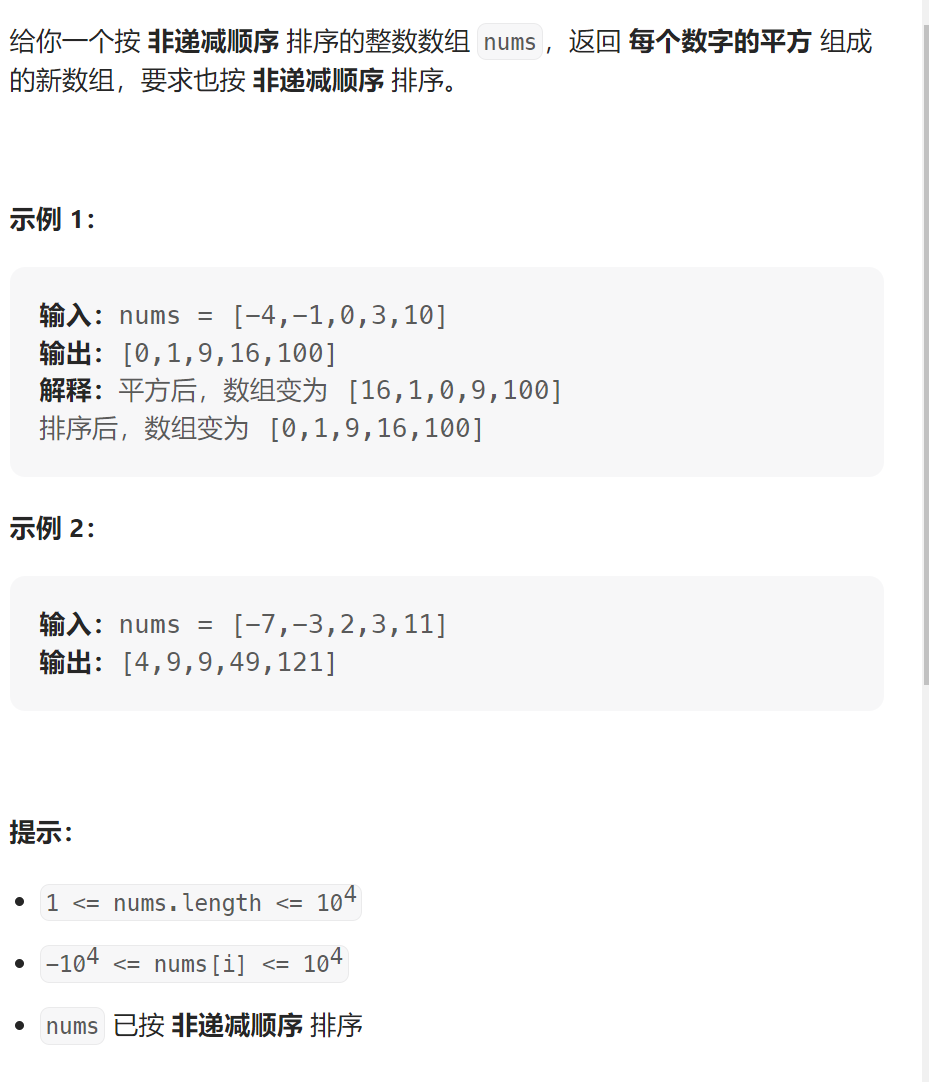 给你一个按 非递减顺序 排序的整数数组 nums，返回 每个数字的平方 组成
的新数组，要求也按 非递减顺序 排序。
示例 1：
输入：nums = [-4,-1,0,3,10]
输出：[0,1,9,16,100]
解释：平方后，数组变为 [16,1,0,9,100]
排序后，数组变为 [0,1,9,16,100]
示例 2：
输入：nums = [-7,-3,2,3,11]
输出：[4,9,9,49,121]
提示：
• 1 <= nums.length <= 10⁴
• -10⁴ <= nums[i] <= 10⁴
• nums 已按 非递减顺序 排序